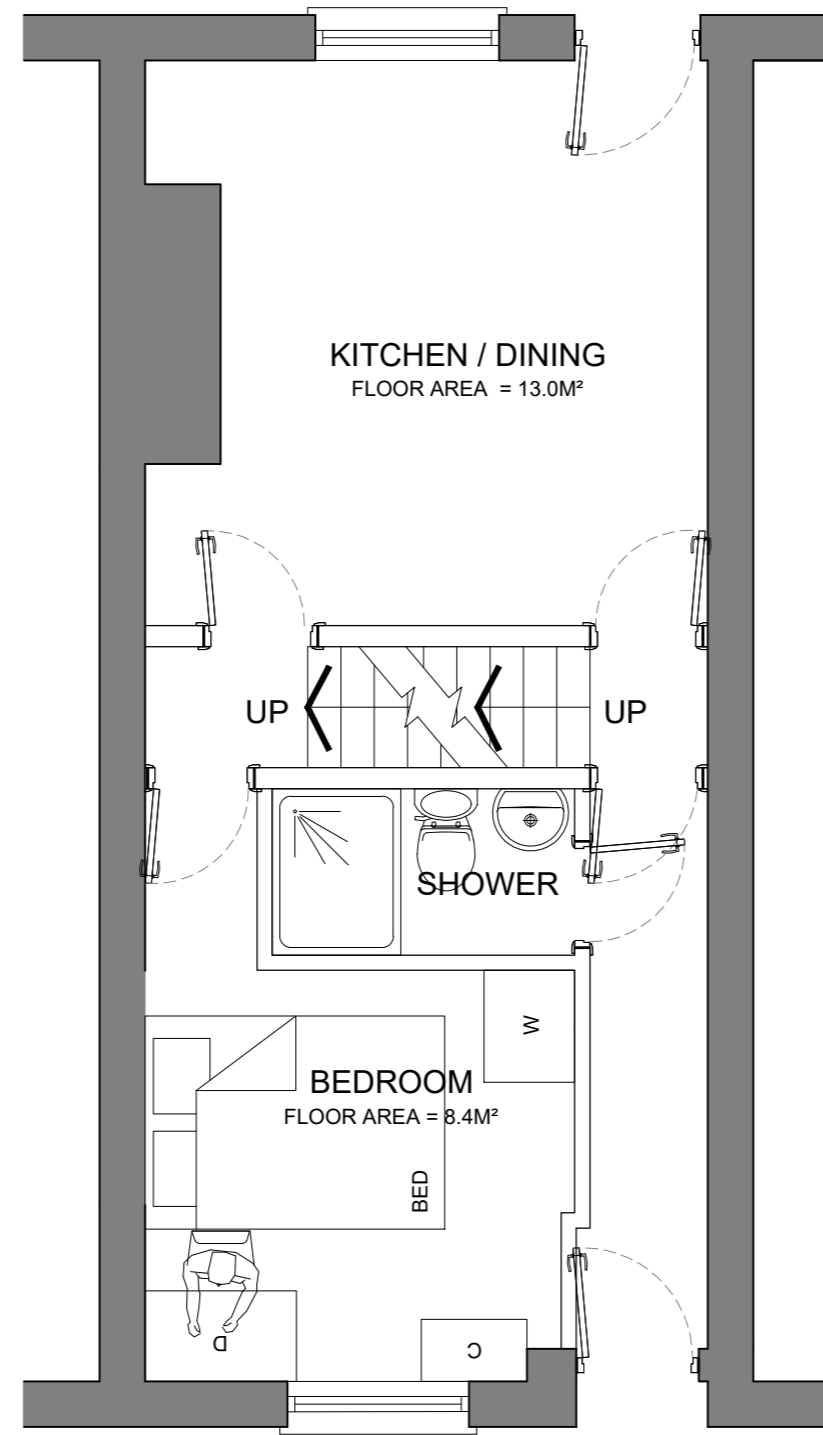 KITCHEN / DINING
FLOOR AREA = 13.0M²
UP
UP
SHOWER
W
BEDROOM
FLOOR AREA = 8.4M²
BED
D
C